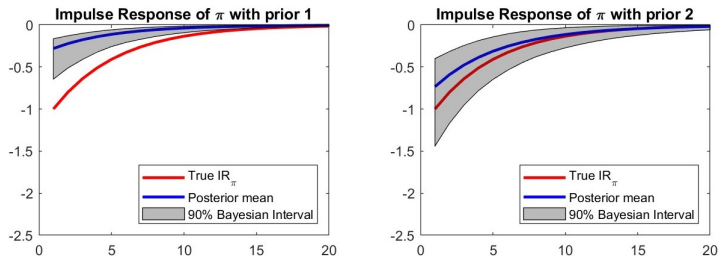 Impulse Response of π with prior 1
0
-0.5
-1
-1.5
-2
-2.5
0 5 10 15 20
True IR_π
Posterior mean
90% Bayesian Interval
Impulse Response of π with prior 2
0
-0.5
-1
-1.5
-2
-2.5
0 5 10 15 20
True IR_π
Posterior mean
90% Bayesian Interval